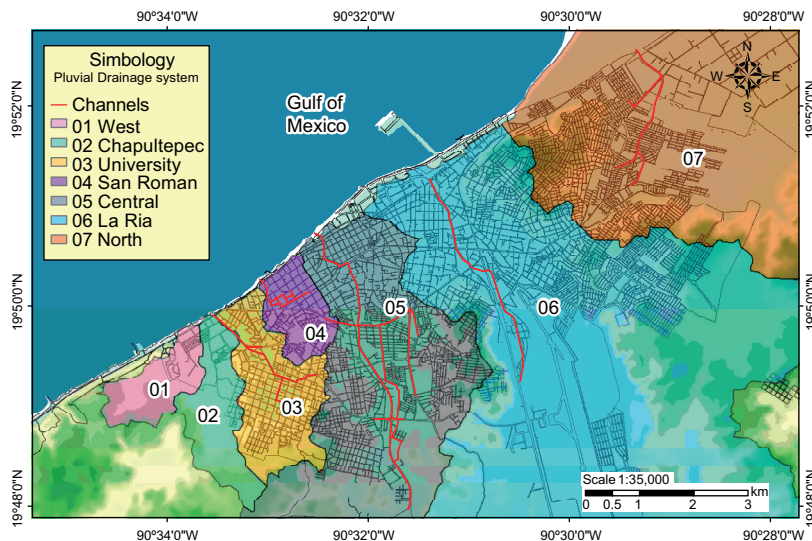 90°34'0"W 90°32'0"W 90°30'0"W 90°28'0"W
Simbology
Pluvial Drainage system
Channels
01 West
02 Chapultepec
03 University
04 San Roman
05 Central
06 La Ria
07 North
Gulf of
Mexico
N
W E
S
19°52'0"N 19°52'0"N
07
19°50'0"N 19°50'0"N
05
06
04
01
02
03
Scale 1:35,000
km
0 0.5 1 2 3
19°48'0"N 19°48'0"N
90°34'0"W 90°32'0"W 90°30'0"W 90°28'0"W